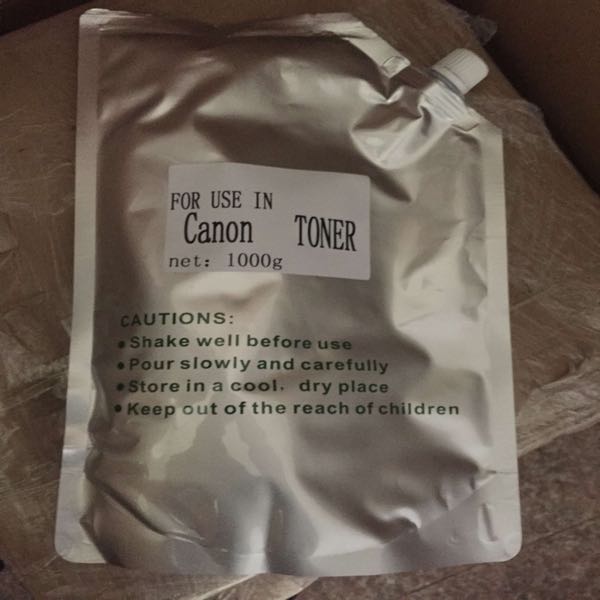 FOR USE IN
Canon TONER
net: 1000g
CAUTIONS:
• Shake well before use
• Pour slowly and carefully
• Store in a cool, dry place
• Keep out of the reach of children